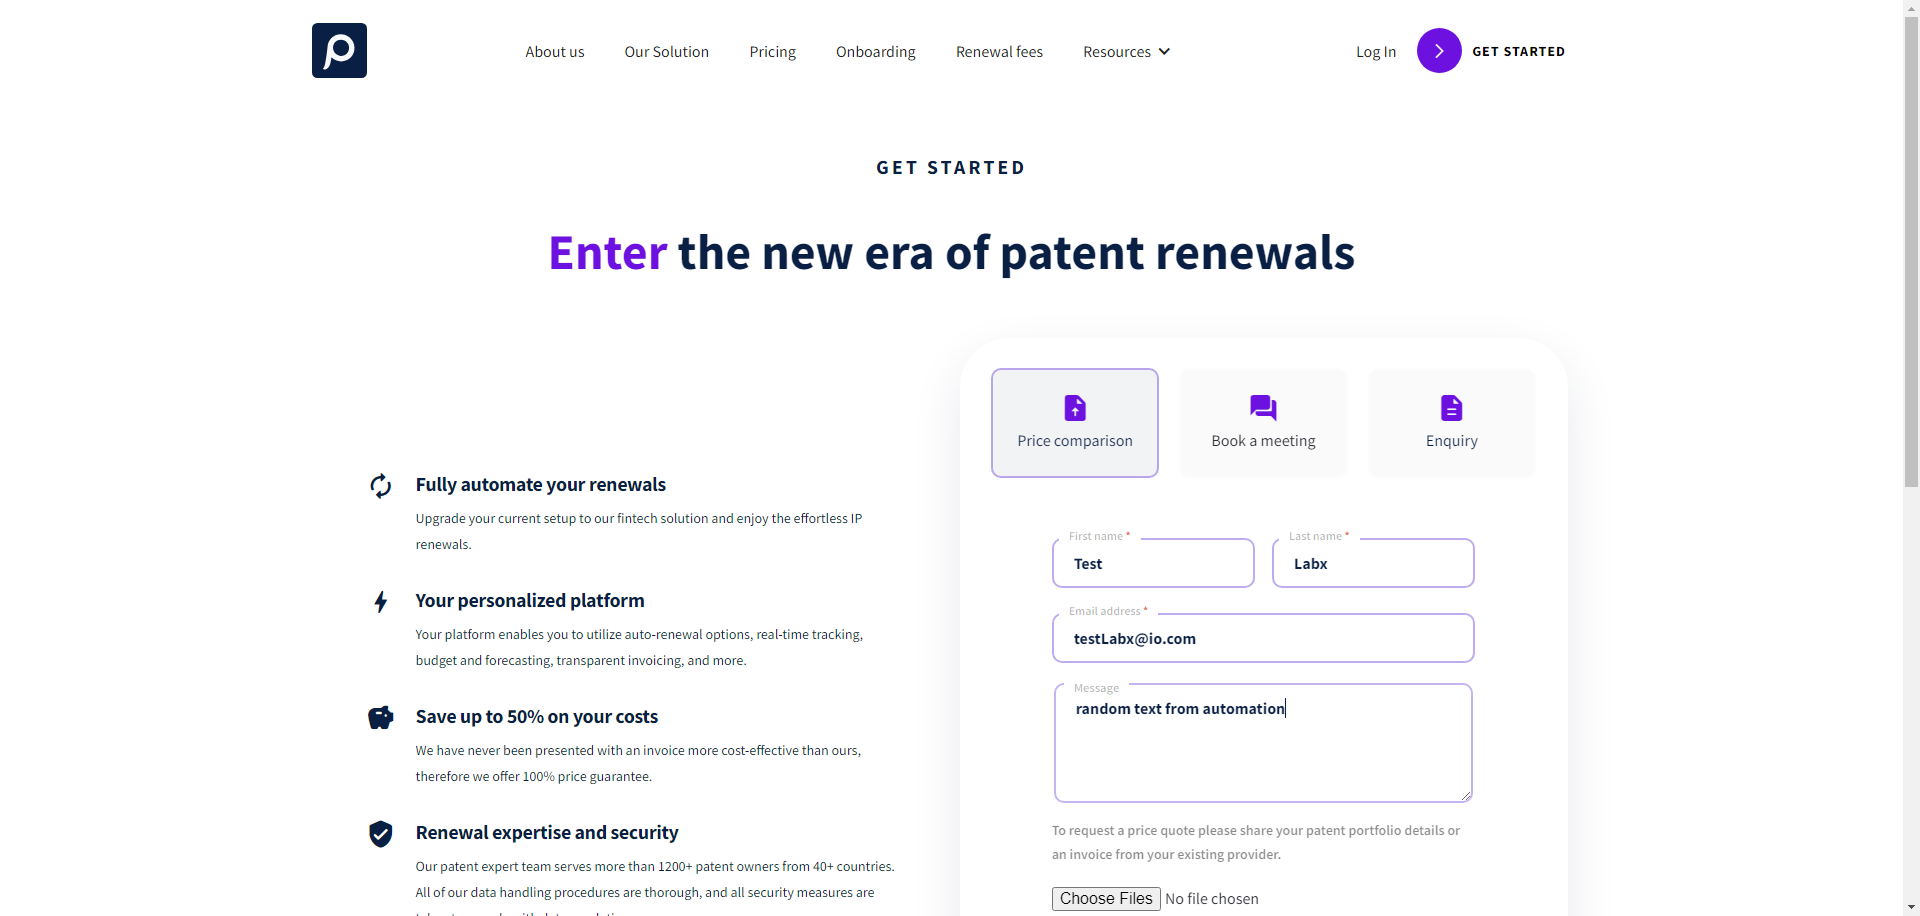 About us
Our Solution
Pricing
Onboarding
Renewal fees
Resources
Log In
GET STARTED
GET STARTED
Enter the new era of patent renewals
Fully automate your renewals
Upgrade your current setup to our fintech solution and enjoy the effortless IP
renewals.
Your personalized platform
Your platform enables you to utilize auto-renewal options, real-time tracking,
budget and forecasting, transparent invoicing, and more.
Save up to 50% on your costs
We have never been presented with an invoice more cost-effective than ours,
therefore we offer 100% price guarantee.
Renewal expertise and security
Our patent expert team serves more than 1200+ patent owners from 40+ countries.
All of our data handling procedures are thorough, and all security measures are
Price comparison
Book a meeting
Enquiry
First name *
Test
Last name *
Labx
Email address *
testLabx@io.com
Message
random text from automation
To request a price quote please share your patent portfolio details or
an invoice from your existing provider.
Choose Files No file chosen